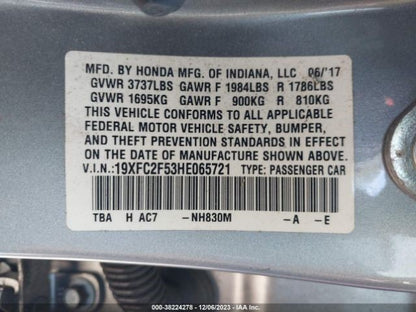 MFD. BY HONDA MFG. OF INDIANA, LLC 06/'17
GVWR 3737LBS GAWR F 1984LBS R 1786LBS
GVWR 1695KG GAWR F 900KG R 810KG
THIS VEHICLE CONFORMS TO ALL APPLICABLE
FEDERAL MOTOR VEHICLE SAFETY, BUMPER,
AND THEFT PREVENTION STANDARDS IN EFFECT
ON THE DATE OF MANUFACTURE SHOWN ABOVE.
V.I.N.:19XFC2F53HE065721 TYPE: PASSENGER CAR
TBA H AC7 -NH830M -A -E
STOCK: 38224278 - 12/06/2023 - © IAA, Inc.